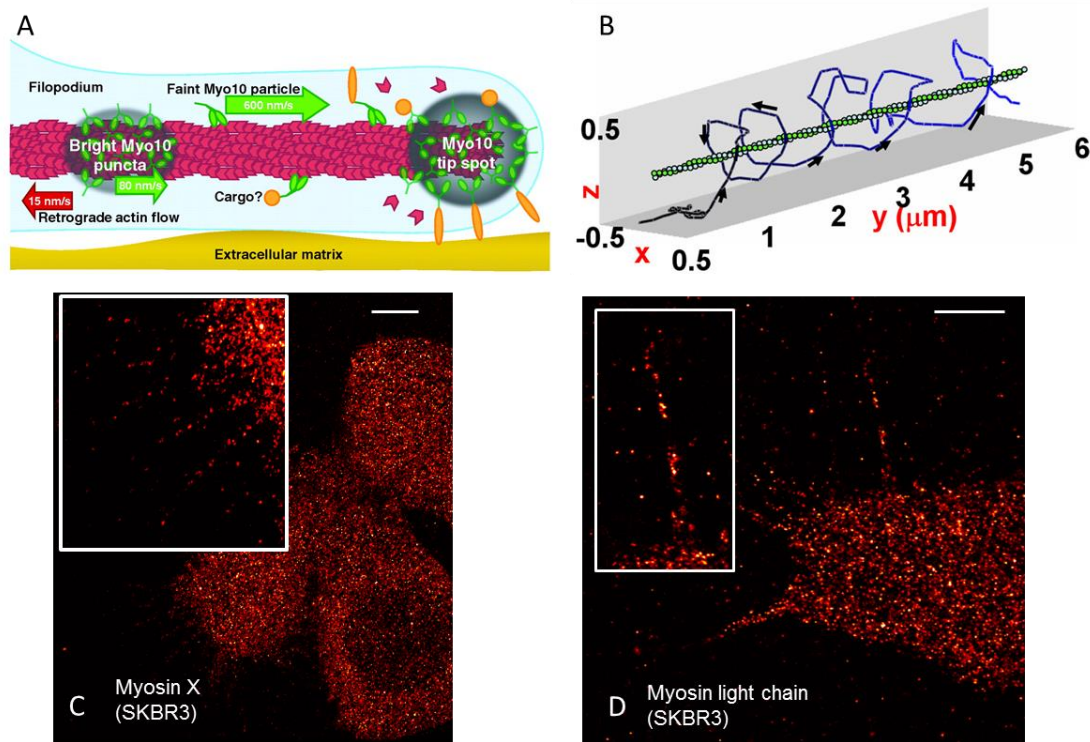 A
Filopodium
Faint Myo10 particle
600 nm/s
Bright Myo10
puncta
80 nm/s
Myo10
tip spot
15 nm/s
Retrograde actin flow
Cargo?
Extracellular matrix
B
0.5
z
-0.5
x
0.5
1
2
3
y (μm)
4
5
6
C
Myosin X
(SKBR3)
D
Myosin light chain
(SKBR3)